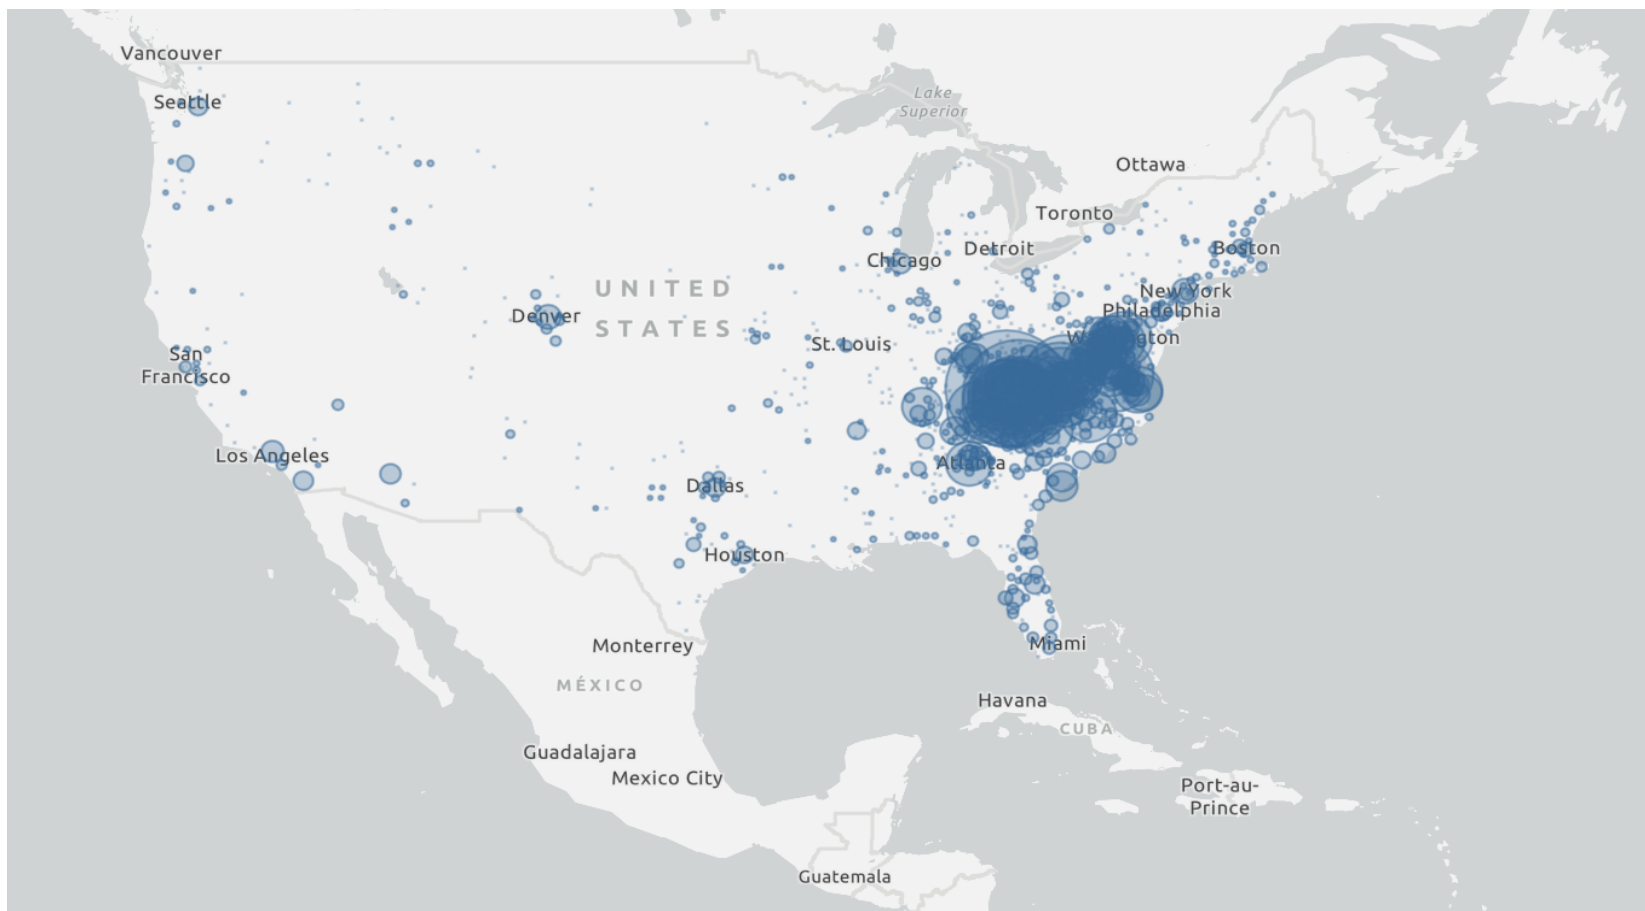 Vancouver
Seattle
Lake
Superior
Ottawa
Toronto
Detroit
Boston
Chicago
UNITED
STATES
New York
Philadelphia
Denver
Washington
St. Louis
San
Francisco
Los Angeles
Atlanta
Dallas
Houston
Monterrey
Miami
MÉXICO
Havana
CUBA
Guadalajara
Mexico City
Port-au-
Prince
Guatemala